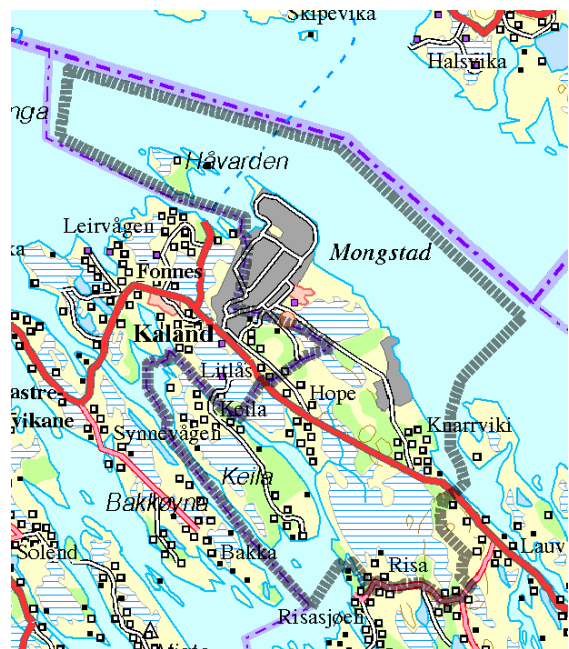 Skipevika
Halsvika
nga
Håvarden
Leirvågen
Mongstad
ka
Fonnes
Kaland
Litlås
astre-
Hope
vikane
Keila
Synnevågen
Knarrviki
Keila
Bakkøyna
Solend
Bakka
Risa
Lauv
Risasjøen